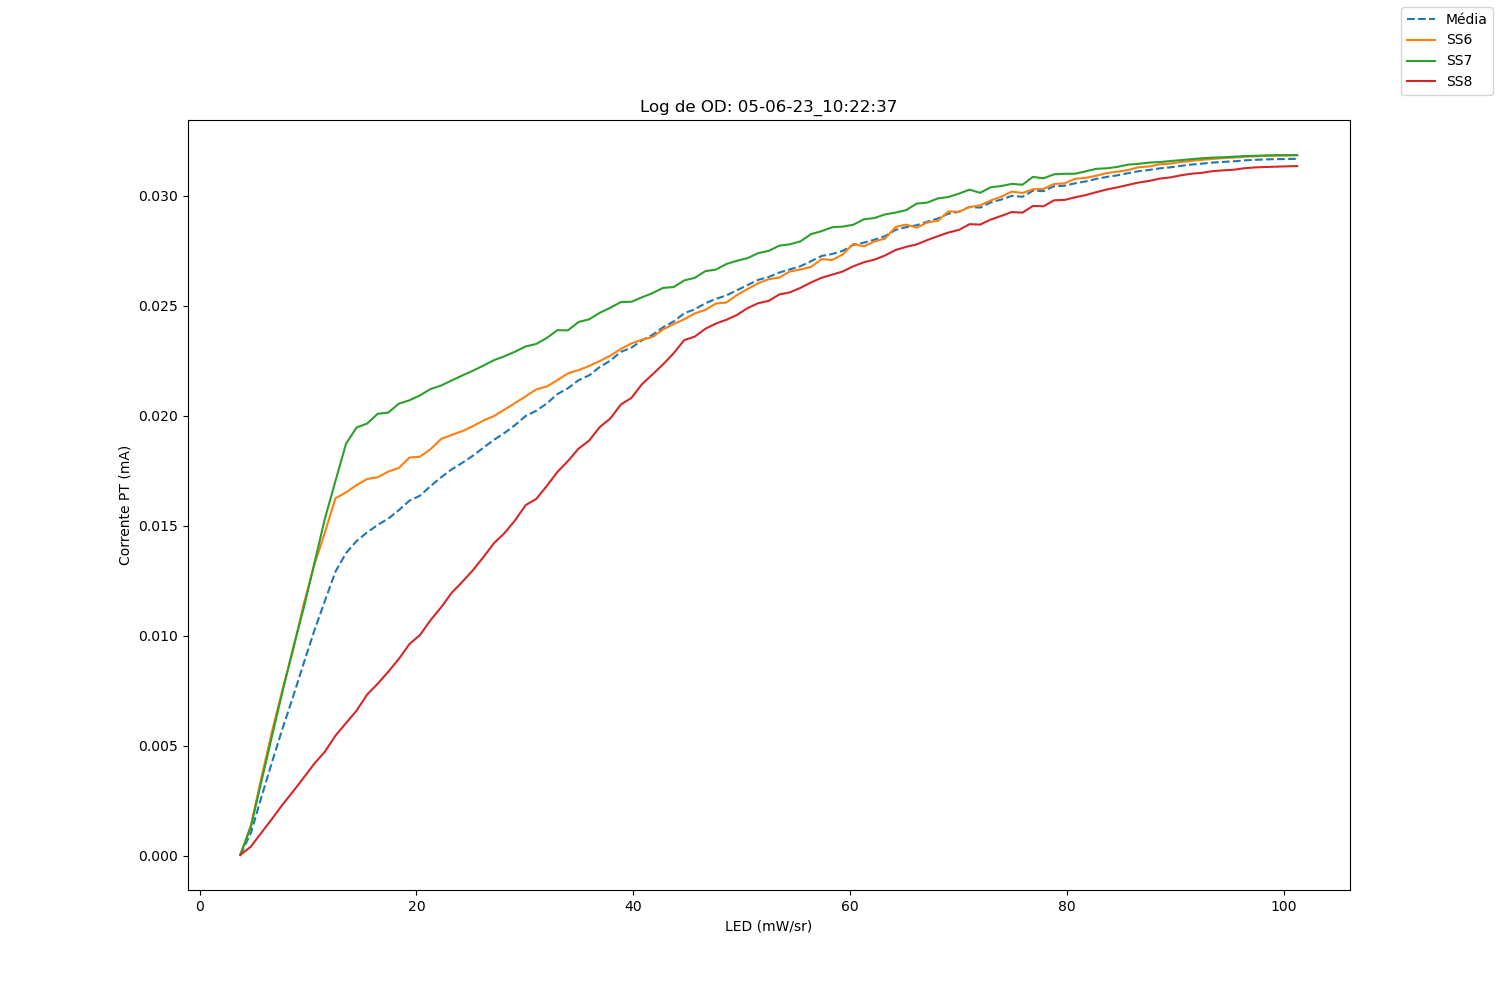 Média
SS6
SS7
SS8
Log de OD: 05-06-23_10:22:37
0.030
0.025
0.020
0.015
0.010
0.005
0.000
Corrente PT (mA)
0 20 40 60 80 100
LED (mW/sr)